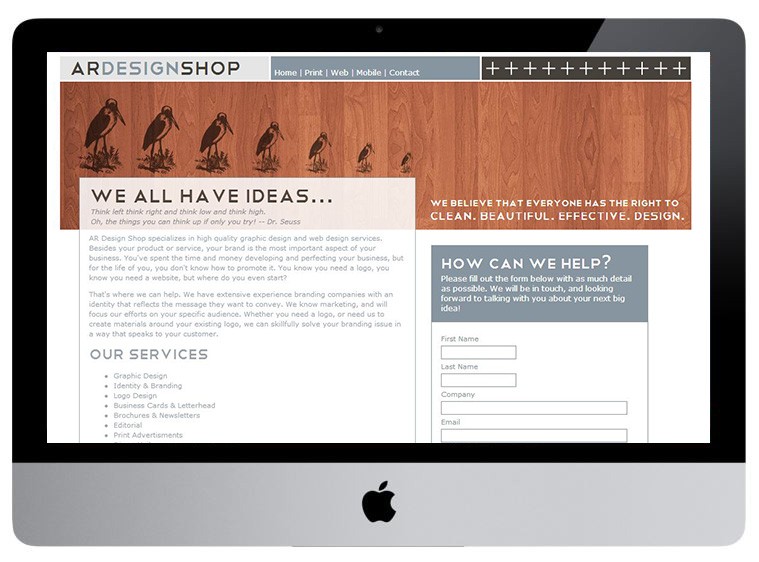 ARDESIGNSHOP
Home | Print | Web | Mobile | Contact
WE ALL HAVE IDEAS...
Think left think right and think low and think high.
Oh, the things you can think up if only you try! -- Dr. Seuss
AR Design Shop specializes in high quality graphic design and web design services.
Besides your product or service, your brand is the most important aspect of your
business. You've spent the time and money developing and perfecting your business, but
for the life of you, you don't know how to promote it. You know you need a logo, you
know you need a website, but where do you even start?
That's where we can help. We have extensive experience branding companies with an
identity that reflects the message they want to convey. We know marketing, and will
focus our efforts on your specific audience. Whether you need a logo, or need us to
create materials around your existing logo, we can skillfully solve your branding issue in
a way that speaks to your customer.
OUR SERVICES
• Graphic Design
• Identity & Branding
• Logo Design
• Business Cards & Letterhead
• Brochures & Newsletters
• Editorial
• Print Advertisments
WE BELIEVE THAT EVERYONE HAS THE RIGHT TO
CLEAN. BEAUTIFUL. EFFECTIVE. DESIGN.
HOW CAN WE HELP?
Please fill out the form below with as much detail
as possible. We will be in touch, and looking
forward to talking with you about your next big
idea!
First Name
Last Name
Company
Email